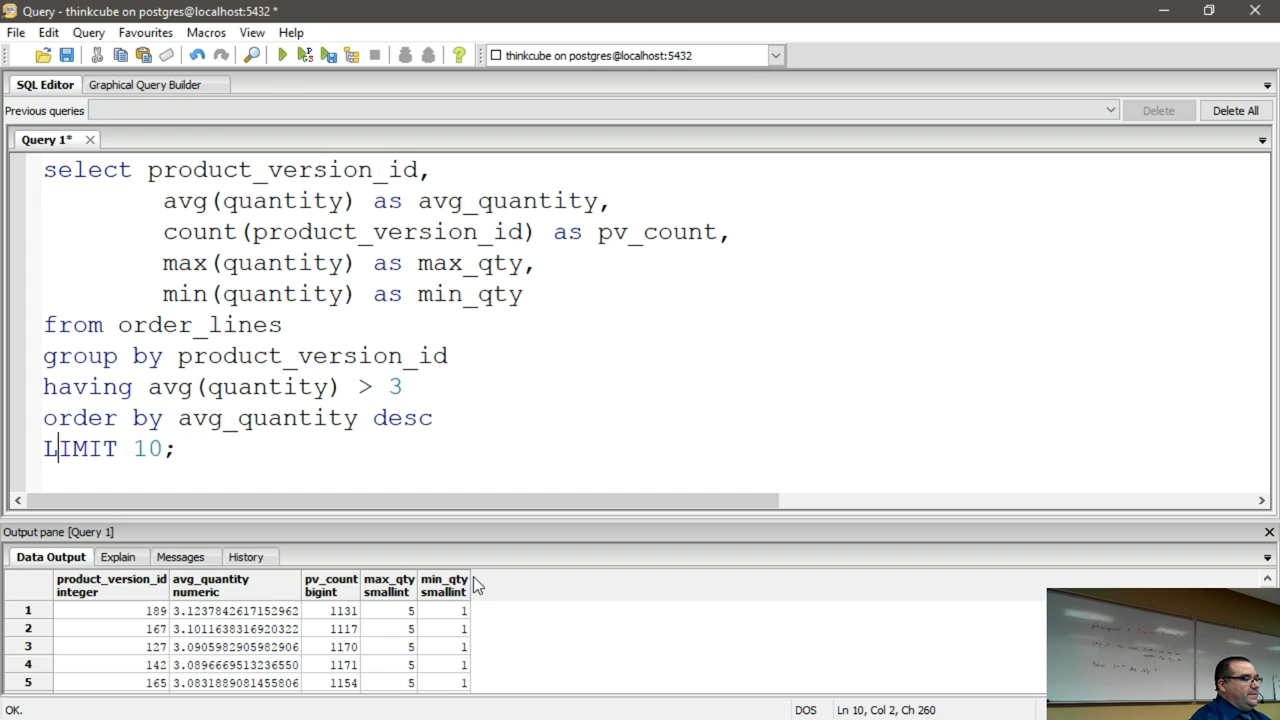 Query - thinkcube on postgres@localhost:5432 *
File Edit Query Favourites Macros View Help
thinkcube on postgres@localhost:5432
SQL Editor Graphical Query Builder
Previous queries Delete Delete All
Query 1*
select product_version_id,
avg(quantity) as avg_quantity,
count(product_version_id) as pv_count,
max(quantity) as max_qty,
min(quantity) as min_qty
from order_lines
group by product_version_id
having avg(quantity) > 3
order by avg_quantity desc
LIMIT 10;
Output pane [Query 1]
Data Output Explain Messages History
product_version_id avg_quantity pv_count max_qty min_qty
integer numeric bigint smallint smallint
1 189 3.1237842617152962 1131 5 1
2 167 3.1011638316920322 1117 5 1
3 127 3.0905982905982906 1170 5 1
4 142 3.0896669513236550 1171 5 1
5 165 3.0831889081455806 1154 5 1
OK. DOS Ln 10, Col 2, Ch 260